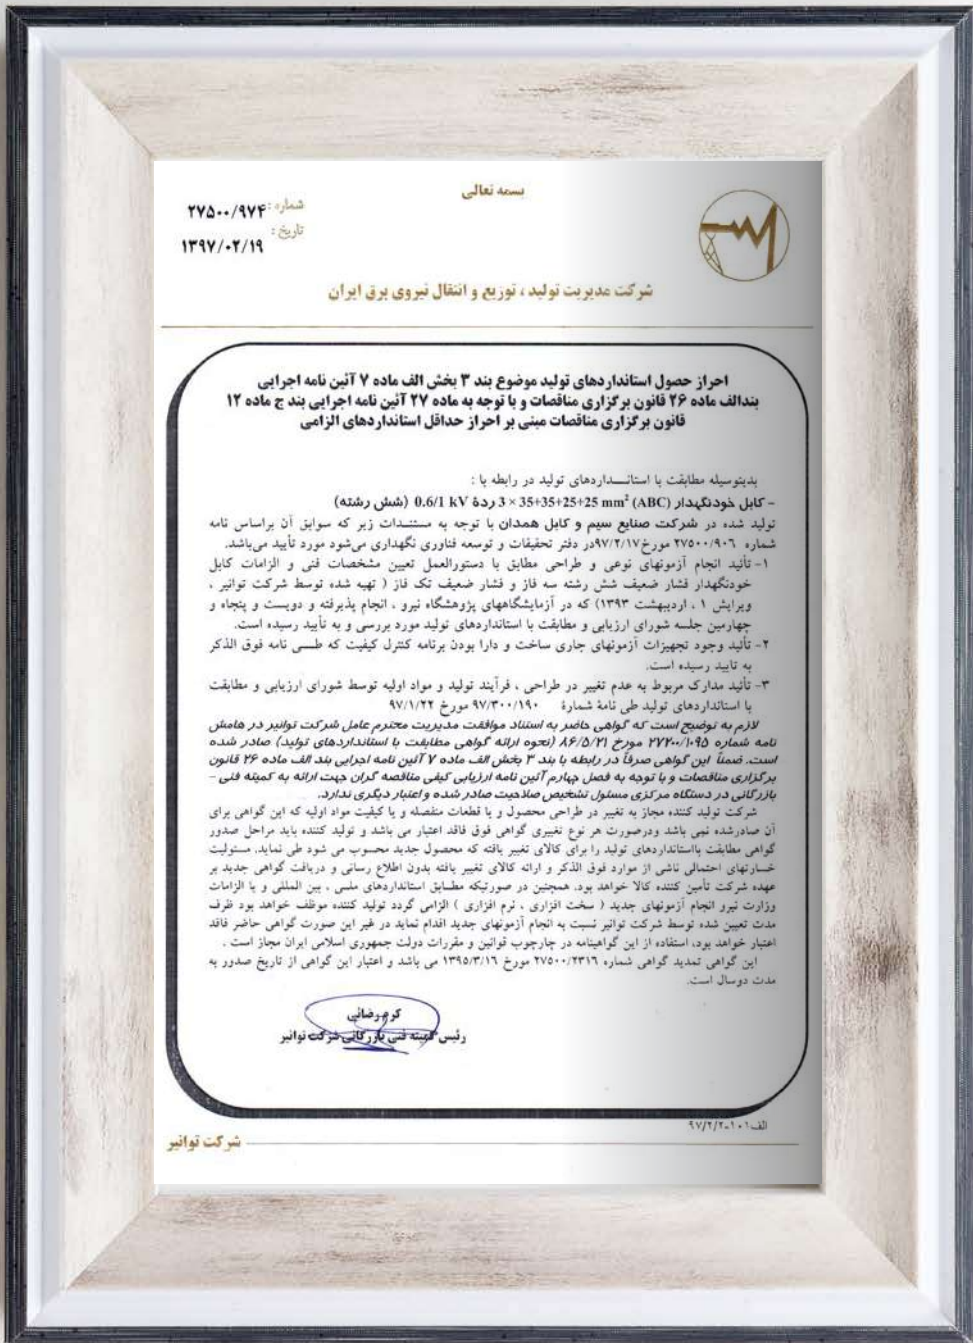 بسمه تعالی
شماره : ۲۷۵۰۰/۹۷۴
تاریخ :
۱۳۹۷/۰۲/۱۹
شرکت مدیریت تولید ، توزیع و انتقال نیروی برق ایران
احراز حصول استانداردهای تولید موضوع بند ۳ بخش الف ماده ۷ آئین نامه اجرایی
بندالف ماده ۲۶ قانون برگزاری مناقصات و با توجه به ماده ۲۷ آئین نامه اجرایی بند ج ماده ۱۲
قانون برگزاری مناقصات مبنی بر احراز حداقل استانداردهای الزامی
بدینوسیله مطابقت با استانـــداردهای تولید در رابطه با :
- کابل خودنگهدار (ABC) 3 × 35+35+25+25 mm² ردهٔ 0.6/1 kV (شش رشته)
تولید شده در شرکت صنایع سیم و کابل همدان با توجه به مستنــدات زیر که سوابق آن براساس نامه
شماره ۲۷۵۰۰/۹۰۶ مورخ ۹۷/۲/۱۷در دفتر تحقیقات و توسعه فناوری نگهداری می‌شود مورد تأیید می‌باشد.
۱- تأئید انجام آزمونهای نوعی و طراحی مطابق با دستورالعمل تعیین مشخصات فنی و الزامات کابل
خودنگهدار فشار ضعیف شش رشته سه فاز و فشار ضعیف تک فاز ( تهیه شده توسط شرکت توانیر ،
ویرایش ۱ ، اردیبهشت ۱۳۹۳) که در آزمایشگاههای پژوهشگاه نیرو ، انجام پذیرفته و دویست و پنجاه و
چهارمین جلسه شورای ارزیابی و مطابقت با استانداردهای تولید مورد بررسی و به تأیید رسیده است.
۲- تأئید وجود تجهیزات آزمونهای جاری ساخت و دارا بودن برنامه کنترل کیفیت که طــی نامه فوق الذکر
به تایید رسیده است.
۳- تأئید مدارک مربوط به عدم تغییر در طراحی ، فرآیند تولید و مواد اولیه توسط شورای ارزیابی و مطابقت
با استانداردهای تولید طی نامهٔ شمارهٔ ۹۷/۳۰۰/۱۹۰ مورخ ۹۷/۱/۲۲
لازم به توضیح است که گواهی حاضر به استناد موافقت مدیریت محترم عامل شرکت توانیر در هامش
نامه شماره ۲۷۲۰۰/۱۰۹۵ مورخ ۸۶/۵/۲۱ (نحوه ارائه گواهی مطابقت با استانداردهای تولید) صادر شده
است. ضمناً این گواهی صرفاً در رابطه با بند ۳ بخش الف ماده ۷ آئین نامه اجرایی بند الف ماده ۲۶ قانون
برگزاری مناقصات و با توجه به فصل چهارم آئین نامه ارزیابی کیفی مناقصه گران جهت ارائه به کمیته فنی -
بازرگانی در دستگاه مرکزی مسئول تشخیص صلاحیت صادر شده و اعتبار دیگری ندارد.
شرکت تولید کننده مجاز به تغییر در طراحی محصول و یا قطعات منفصله و یا کیفیت مواد اولیه که این گواهی برای
آن صادرشده نمی باشد ودرصورت هر نوع تغییری گواهی فوق فاقد اعتبار می باشد و تولید کننده باید مراحل صدور
گواهی مطابقت بااستانداردهای تولید را برای کالای تغییر یافته که محصول جدید محسوب می شود طی نماید. مسئولیت
خسارتهای احتمالی ناشی از موارد فوق الذکر و ارائه کالای تغییر یافته بدون اطلاع رسانی و دریافت گواهی جدید بر
عهده شرکت تأمین کننده کالا خواهد بود. همچنین در صورتیکه مطـابق استانداردهای ملـی ، بین المللی و یا الزامات
وزارت نیرو انجام آزمونهای جدید ( سخت افزاری ، نرم افزاری ) الزامی گردد تولید کننده موظف خواهد بود ظرف
مدت تعیین شده توسط شرکت توانیر نسبت به انجام آزمونهای جدید اقدام نماید در غیر این صورت گواهی حاضر فاقد
اعتبار خواهد بود، استفاده از این گواهینامه در چارچوب قوانین و مقررات دولت جمهوری اسلامی ایران مجاز است .
این گواهی تمدید گواهی شماره ۲۷۵۰۰/۲۳۱۶ مورخ ۱۳۹۵/۳/۱۶ می باشد و اعتبار این گواهی از تاریخ صدور به
مدت دوسال است.
کرم رضائی
رئیس کمیته فنی بازرگانی شرکت توانیر
الف۱۰۱-۹۷/۲/۲
شرکت توانیر